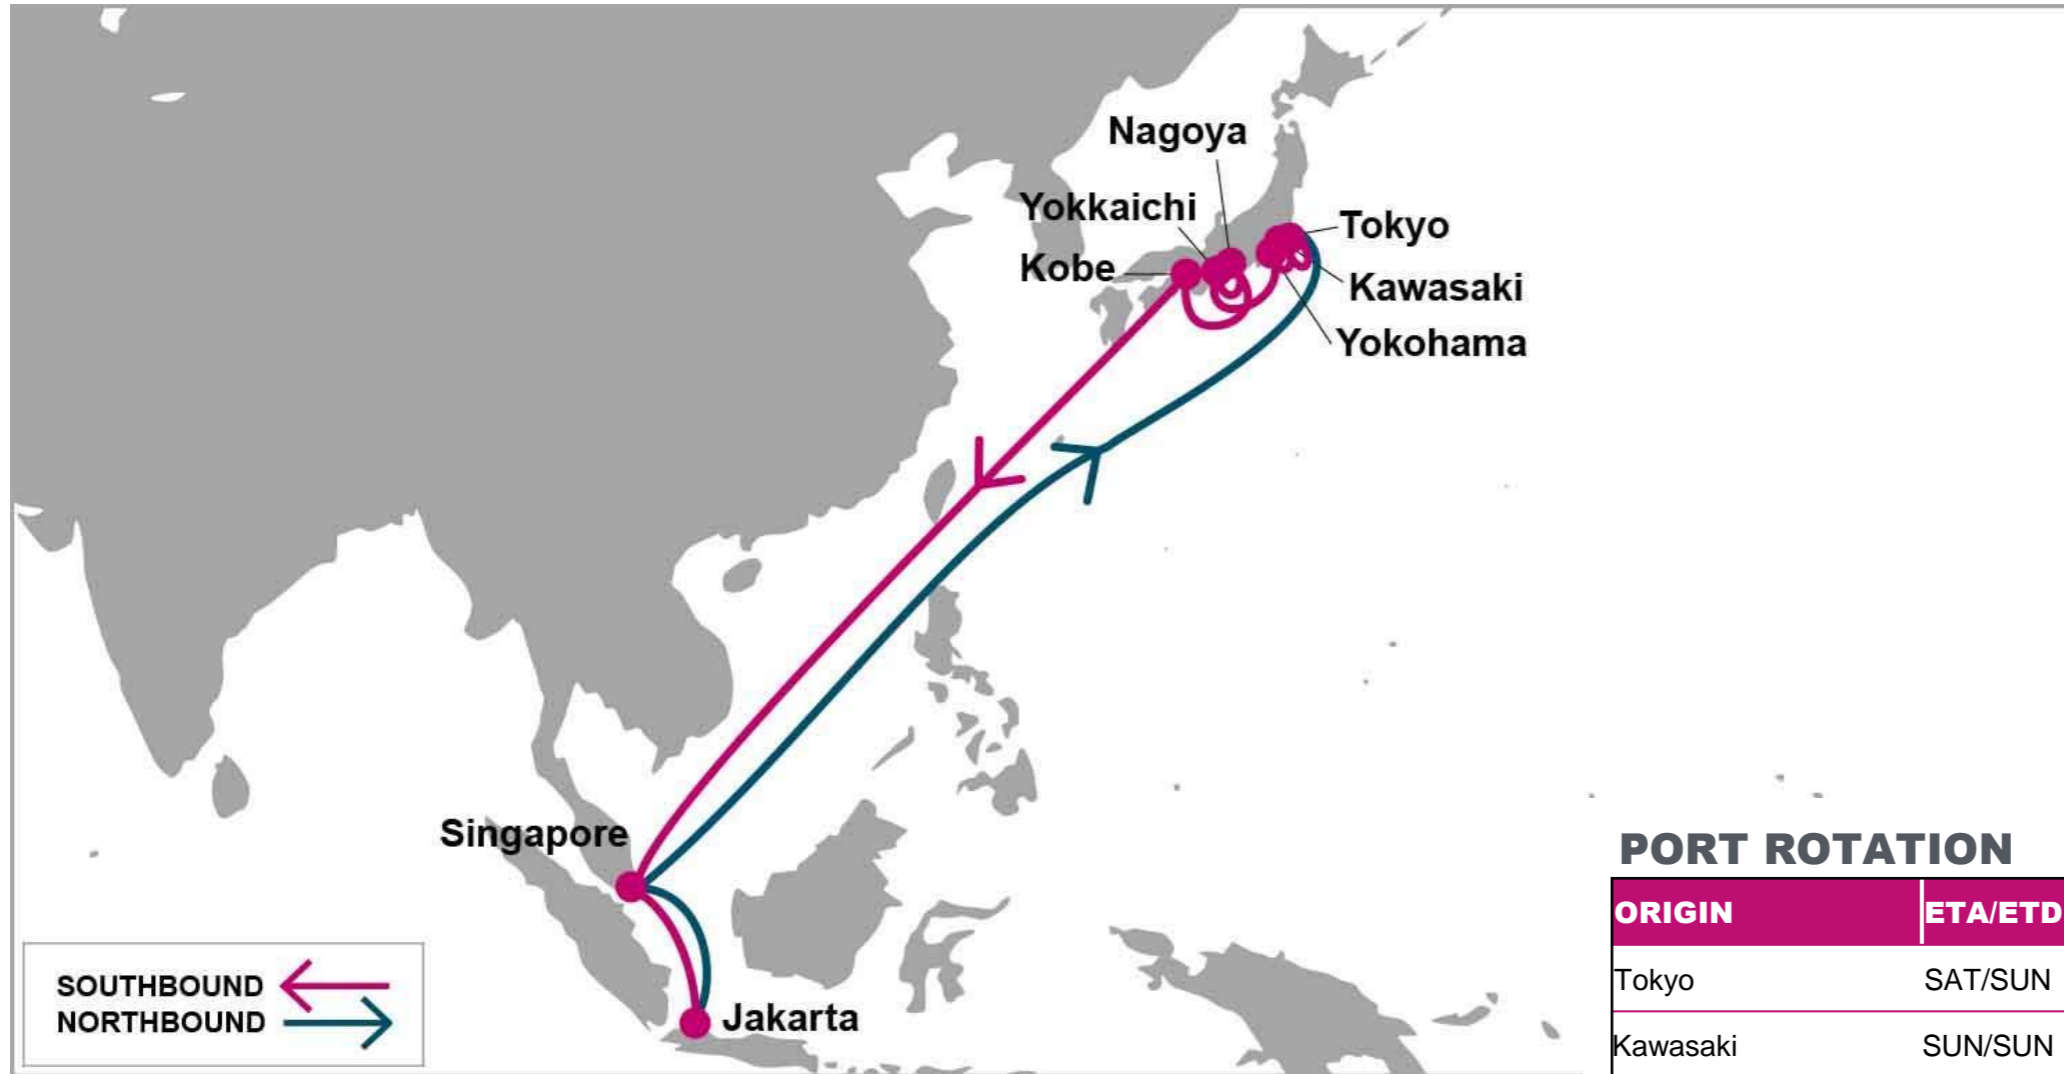 Nagoya
Yokkaichi
Tokyo
Kobe
Kawasaki
Yokohama
Singapore
Jakarta
SOUTHBOUND
NORTHBOUND
PORT ROTATION
ORIGIN ETA/ETD
Tokyo SAT/SUN
Kawasaki SUN/SUN